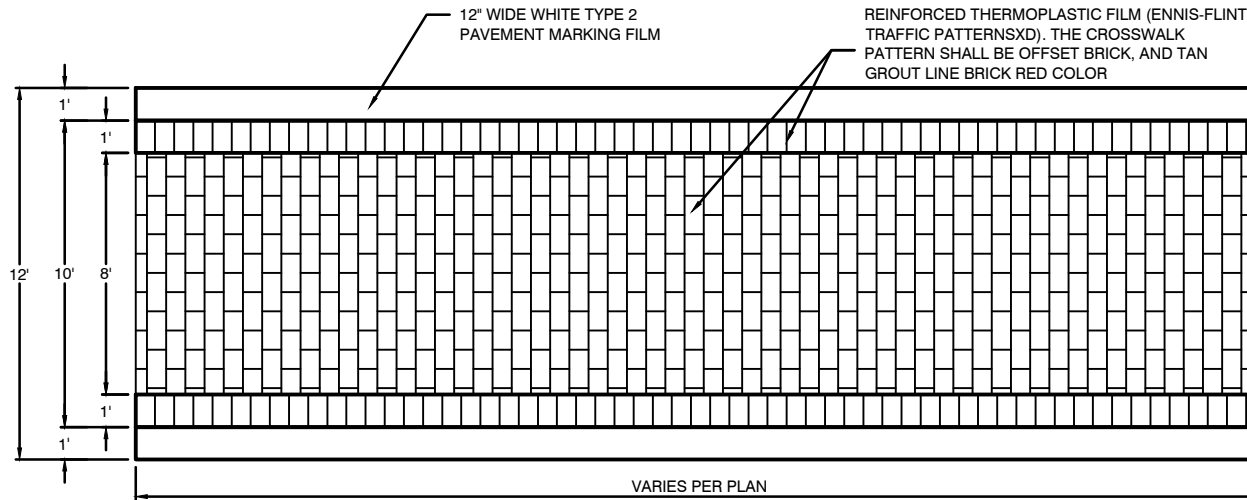 12" WIDE WHITE TYPE 2
PAVEMENT MARKING FILM
REINFORCED THERMOPLASTIC FILM (ENNIS-FLINT
TRAFFIC PATTERNSXD). THE CROSSWALK
PATTERN SHALL BE OFFSET BRICK, AND TAN
GROUT LINE BRICK RED COLOR
1'
1'
12'
10'
8'
1'
1'
VARIES PER PLAN